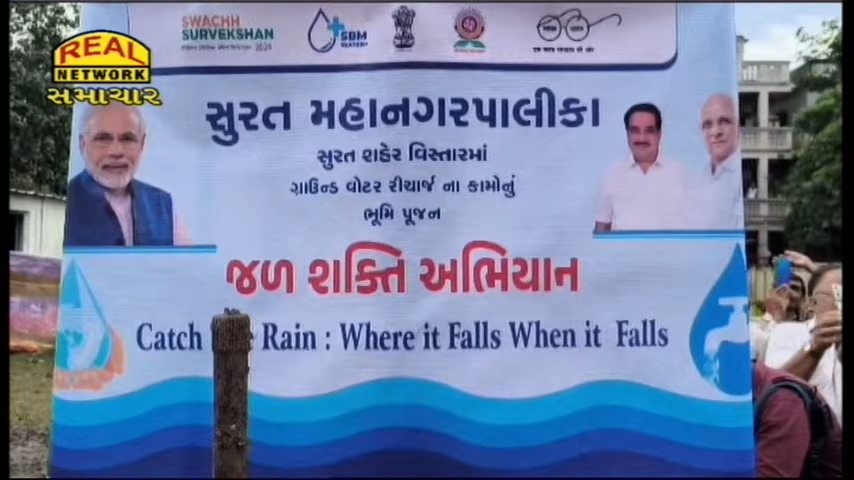 REAL
NETWORK
સમાચાર
SWACHH
SURVEKSHAN
SBM
સુરત મહાનગરપાલીકા
સુરત શહેર વિસ્તારમાં
ગ્રાઉન્ડ વોટર રીચાર્જ ના કામોનું
ભૂમિ પૂજન
જળ શક્તિ અભિયાન
Catch Rain : Where it Falls When it Falls